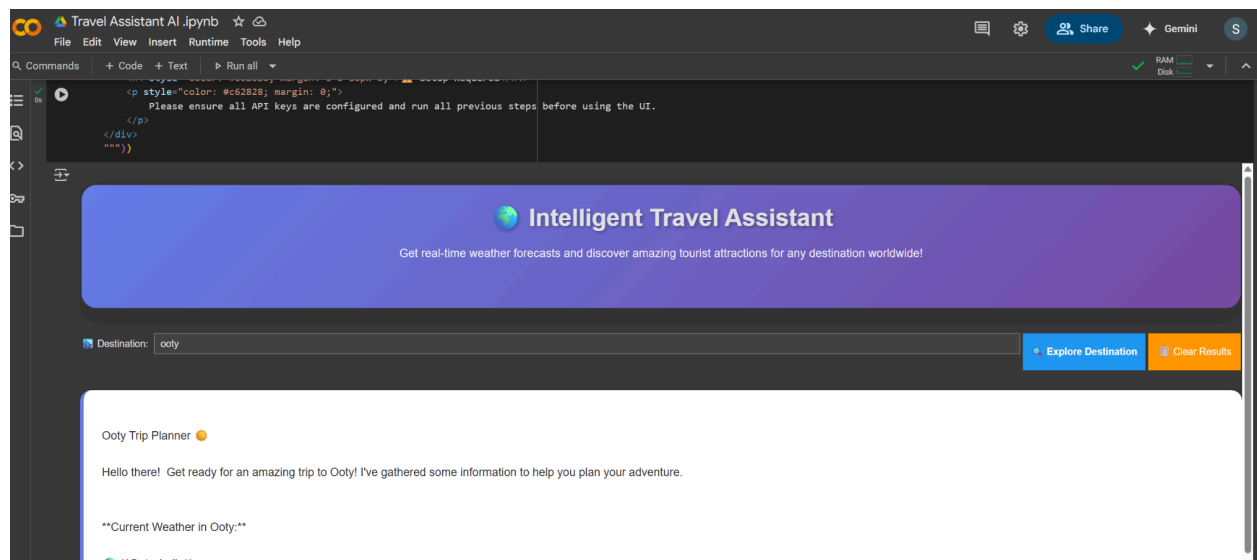 Travel Assistant AI .ipynb
File Edit View Insert Runtime Tools Help
Share
Gemini
S
Commands + Code + Text Run all
RAM
Disk
0s
<p style="color: #c62828; margin: 0;">
Please ensure all API keys are configured and run all previous steps before using the UI.
</p>
</div>
"""))
🌍 Intelligent Travel Assistant
Get real-time weather forecasts and discover amazing tourist attractions for any destination worldwide!
Destination: ooty
🔍 Explore Destination
Clear Results
Ooty Trip Planner
Hello there! Get ready for an amazing trip to Ooty! I've gathered some information to help you plan your adventure.
**Current Weather in Ooty:**